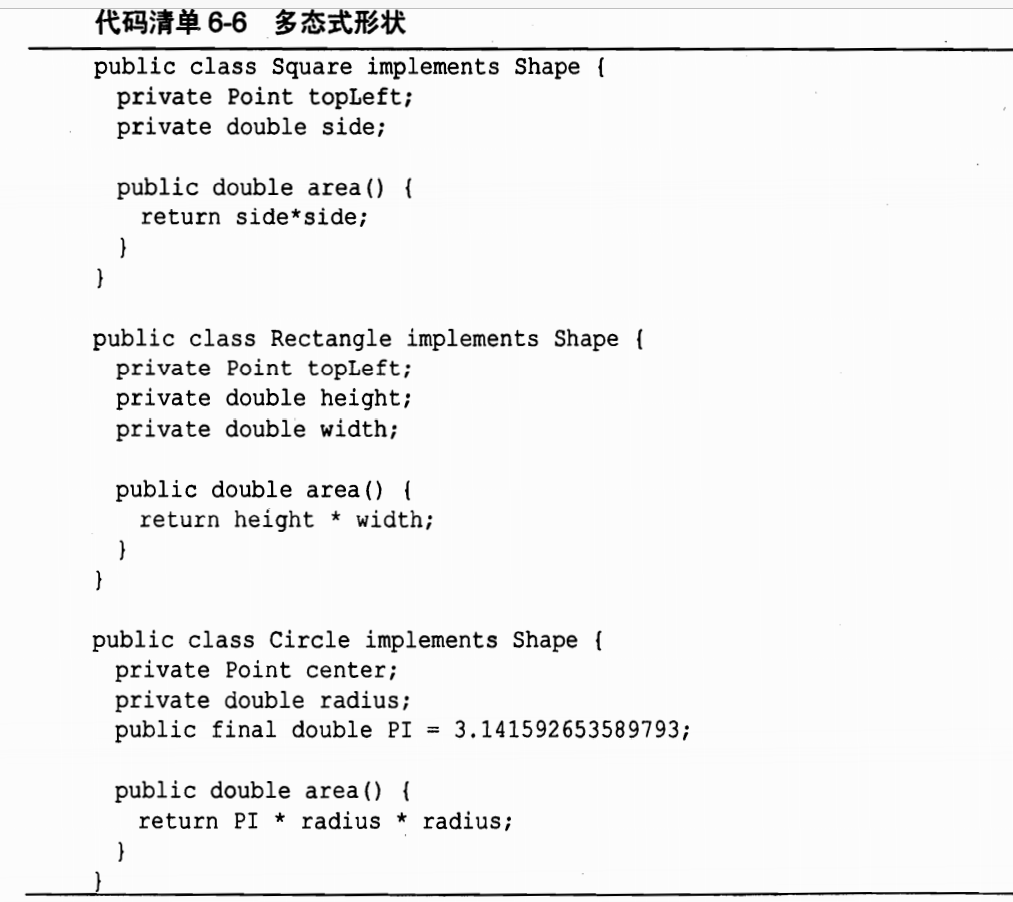 代码清单 6-6 多态式形状
public class Square implements Shape {
  private Point topLeft;
  private double side;

  public double area() {
    return side*side;
  }
}

public class Rectangle implements Shape {
  private Point topLeft;
  private double height;
  private double width;

  public double area() {
    return height * width;
  }
}

public class Circle implements Shape {
  private Point center;
  private double radius;
  public final double PI = 3.141592653589793;

  public double area() {
    return PI * radius * radius;
  }
}